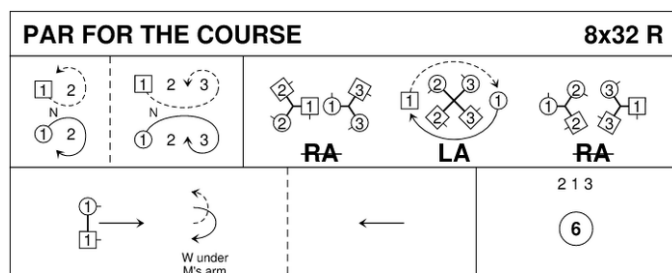 PAR FOR THE COURSE 8x32 R
1 2 1 2 3
N N
1 2 1 2 3
2 1 1 3 3 2 3 1 1 2 3 1 2 3 1
2 3 2 3
RA LA RA
2 1 3
1
1
6
W under
M's arm